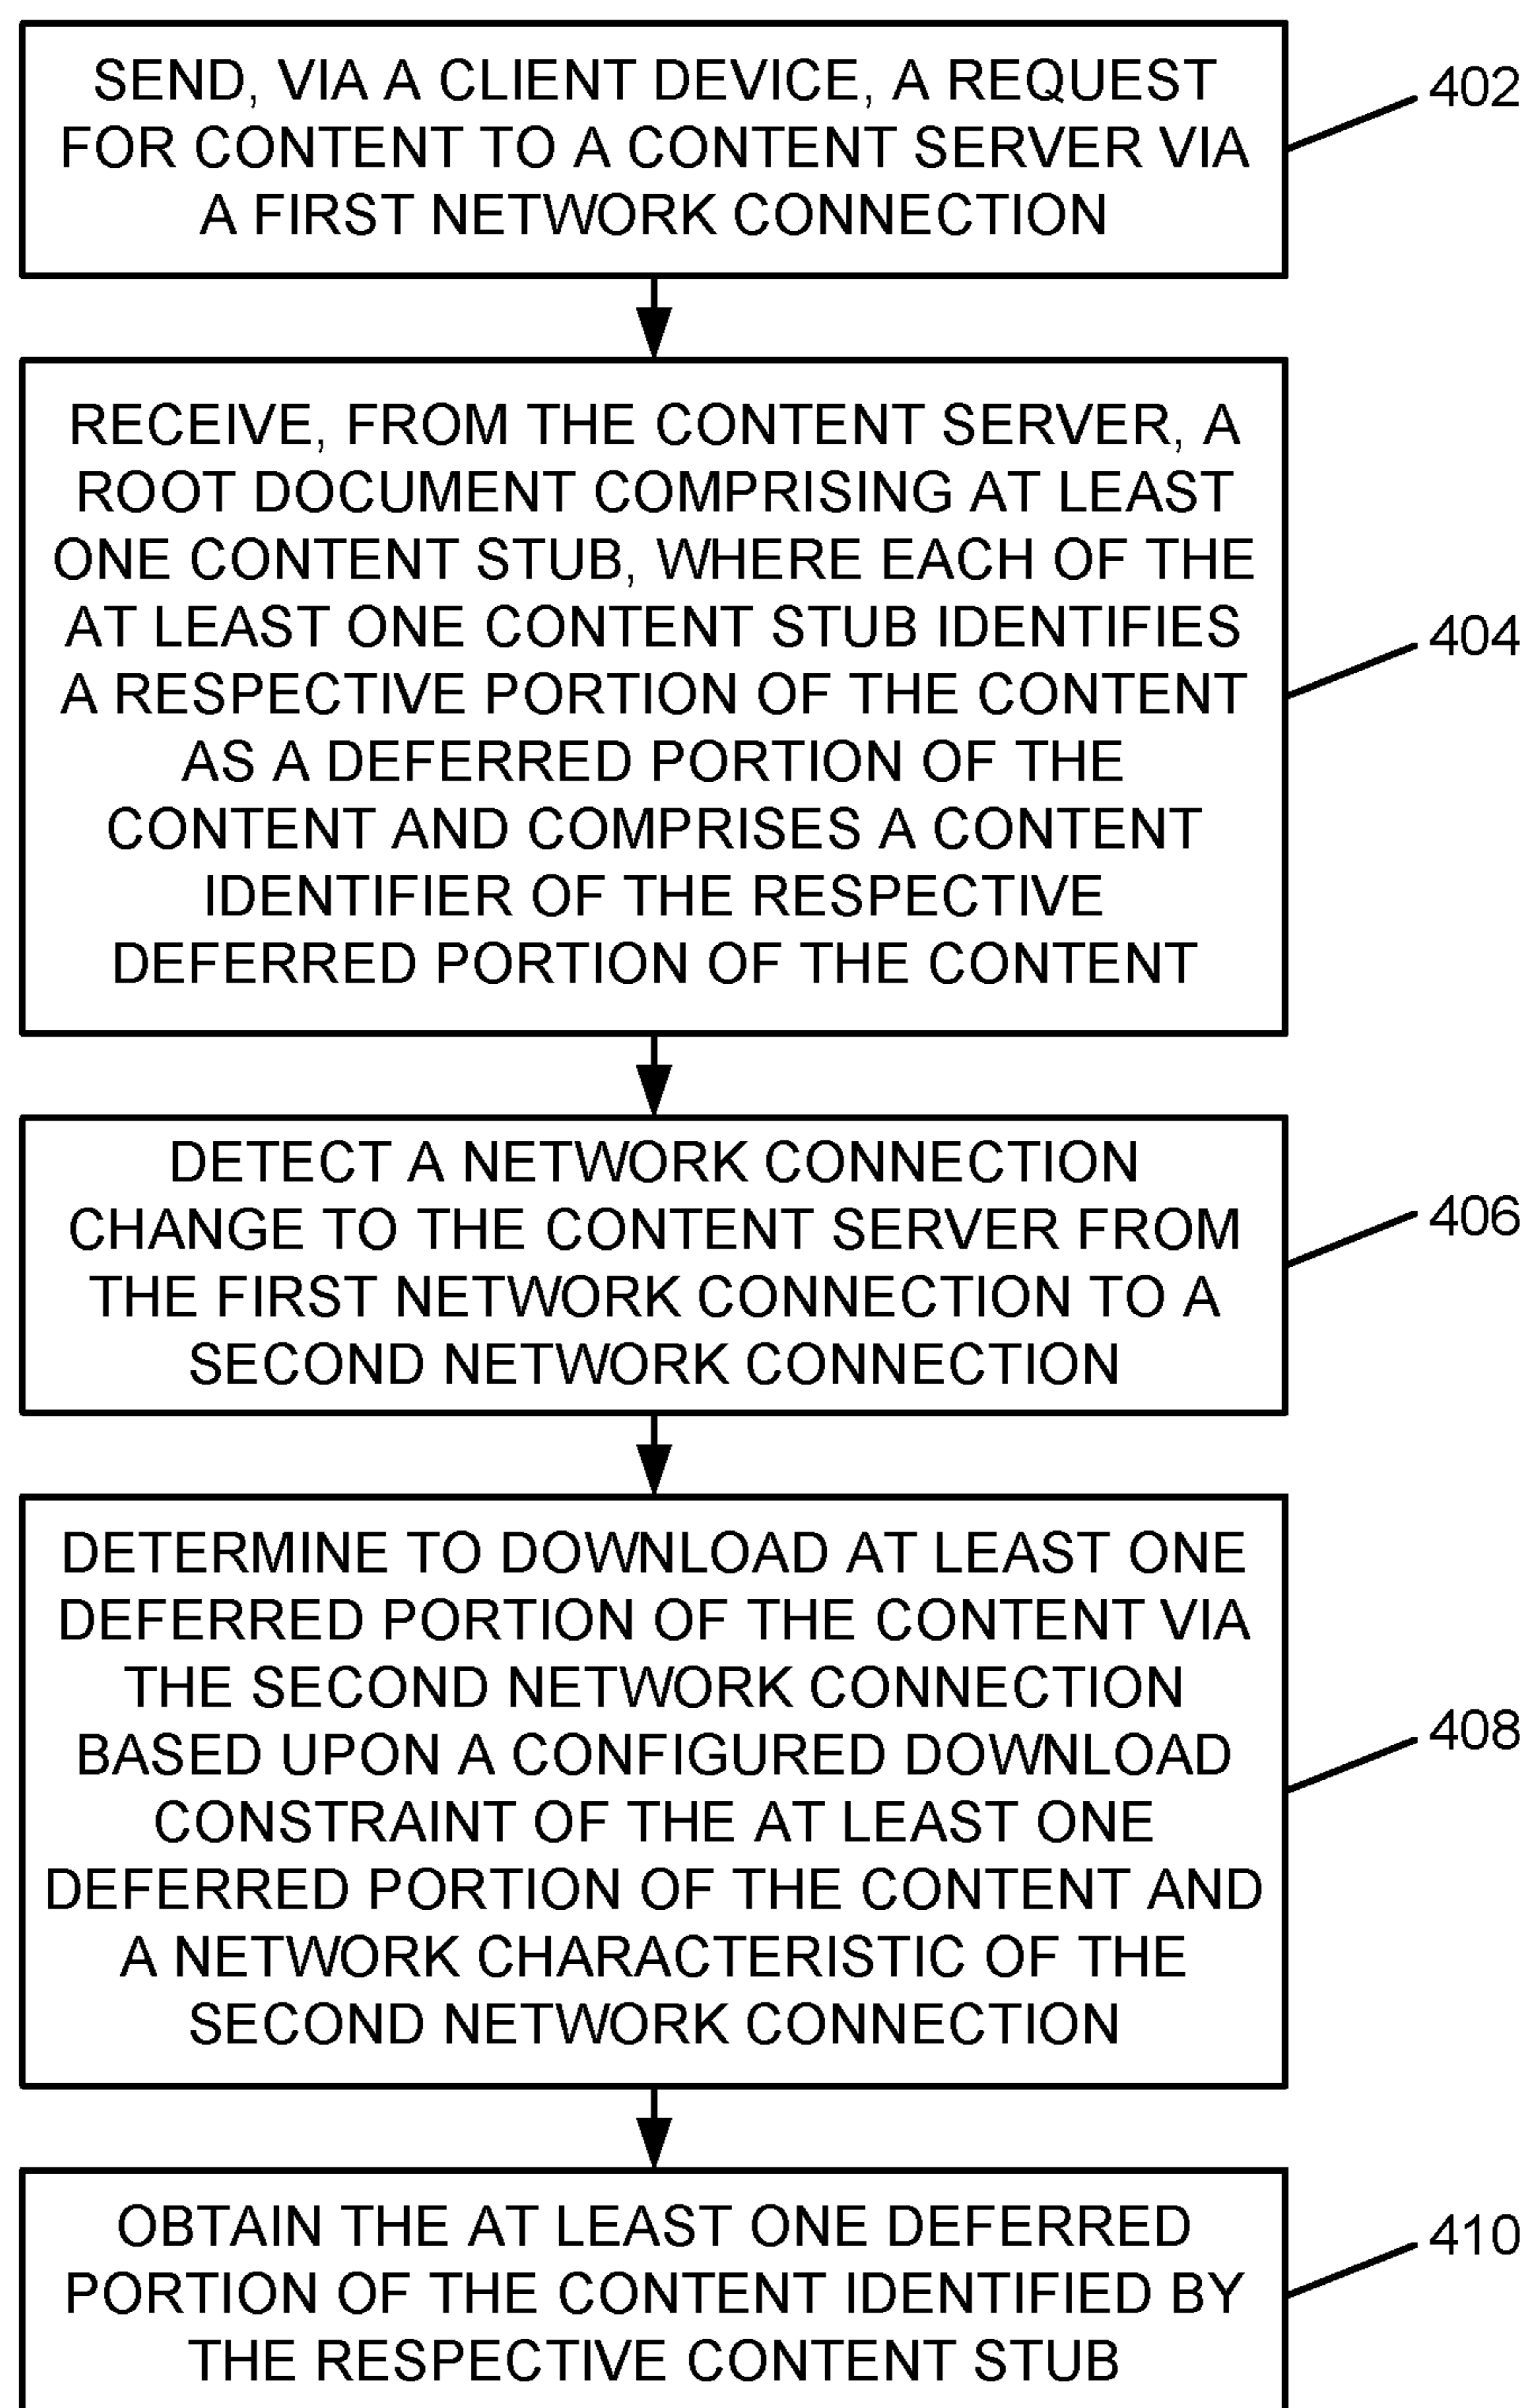 SEND, VIA A CLIENT DEVICE, A REQUEST
FOR CONTENT TO A CONTENT SERVER VIA
A FIRST NETWORK CONNECTION
402
RECEIVE, FROM THE CONTENT SERVER, A
ROOT DOCUMENT COMPRISING AT LEAST
ONE CONTENT STUB, WHERE EACH OF THE
AT LEAST ONE CONTENT STUB IDENTIFIES
A RESPECTIVE PORTION OF THE CONTENT
AS A DEFERRED PORTION OF THE
CONTENT AND COMPRISES A CONTENT
IDENTIFIER OF THE RESPECTIVE
DEFERRED PORTION OF THE CONTENT
404
DETECT A NETWORK CONNECTION
CHANGE TO THE CONTENT SERVER FROM
THE FIRST NETWORK CONNECTION TO A
SECOND NETWORK CONNECTION
406
DETERMINE TO DOWNLOAD AT LEAST ONE
DEFERRED PORTION OF THE CONTENT VIA
THE SECOND NETWORK CONNECTION
BASED UPON A CONFIGURED DOWNLOAD
CONSTRAINT OF THE AT LEAST ONE
DEFERRED PORTION OF THE CONTENT AND
A NETWORK CHARACTERISTIC OF THE
SECOND NETWORK CONNECTION
408
OBTAIN THE AT LEAST ONE DEFERRED
PORTION OF THE CONTENT IDENTIFIED BY
THE RESPECTIVE CONTENT STUB
410